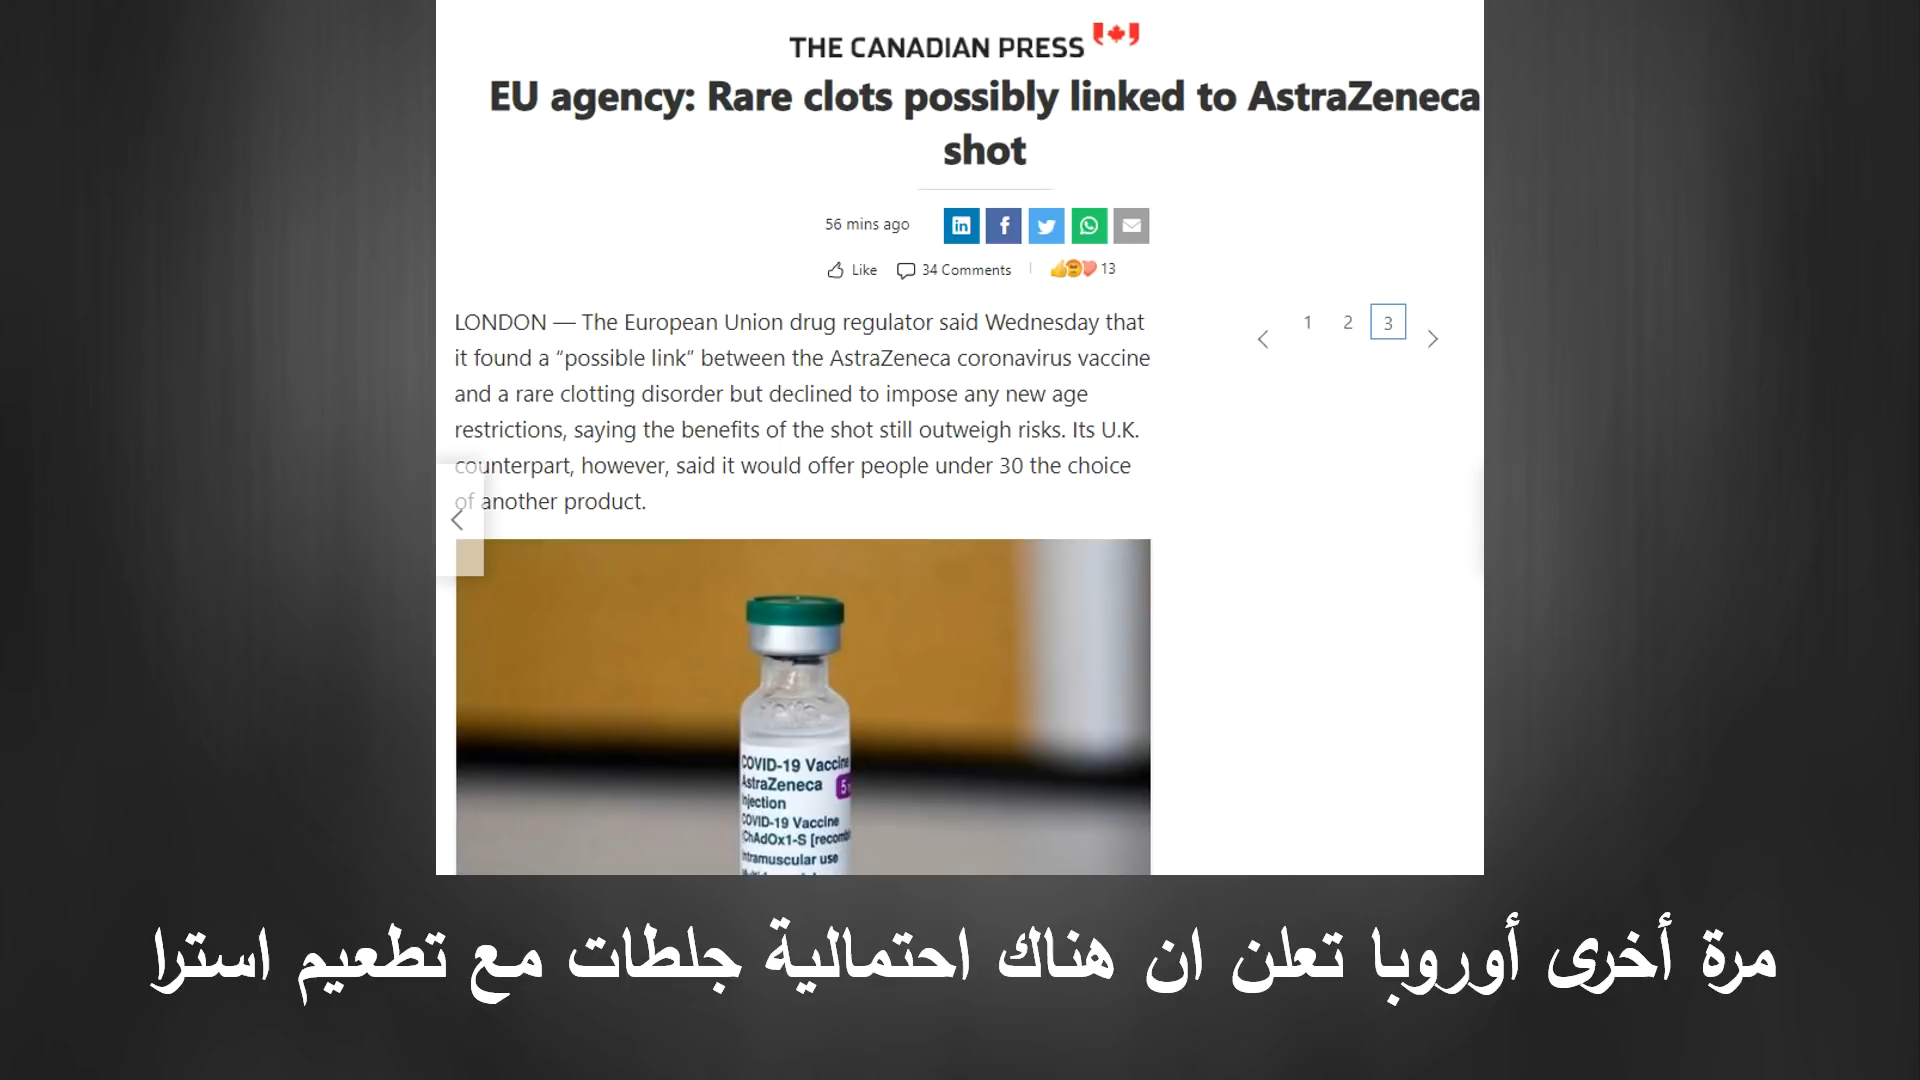 THE CANADIAN PRESS
EU agency: Rare clots possibly linked to AstraZeneca
shot
56 mins ago
Like 34 Comments 13
LONDON — The European Union drug regulator said Wednesday that
it found a “possible link” between the AstraZeneca coronavirus vaccine
and a rare clotting disorder but declined to impose any new age
restrictions, saying the benefits of the shot still outweigh risks. Its U.K.
counterpart, however, said it would offer people under 30 the choice
of another product.
1 2 3
COVID-19 Vaccine
AstraZeneca
Injection
COVID-19 Vaccine
(ChAdOx1-S [recomb
Intramuscular use
مرة أخرى أوروبا تعلن ان هناك احتمالية جلطات مع تطعيم استرا